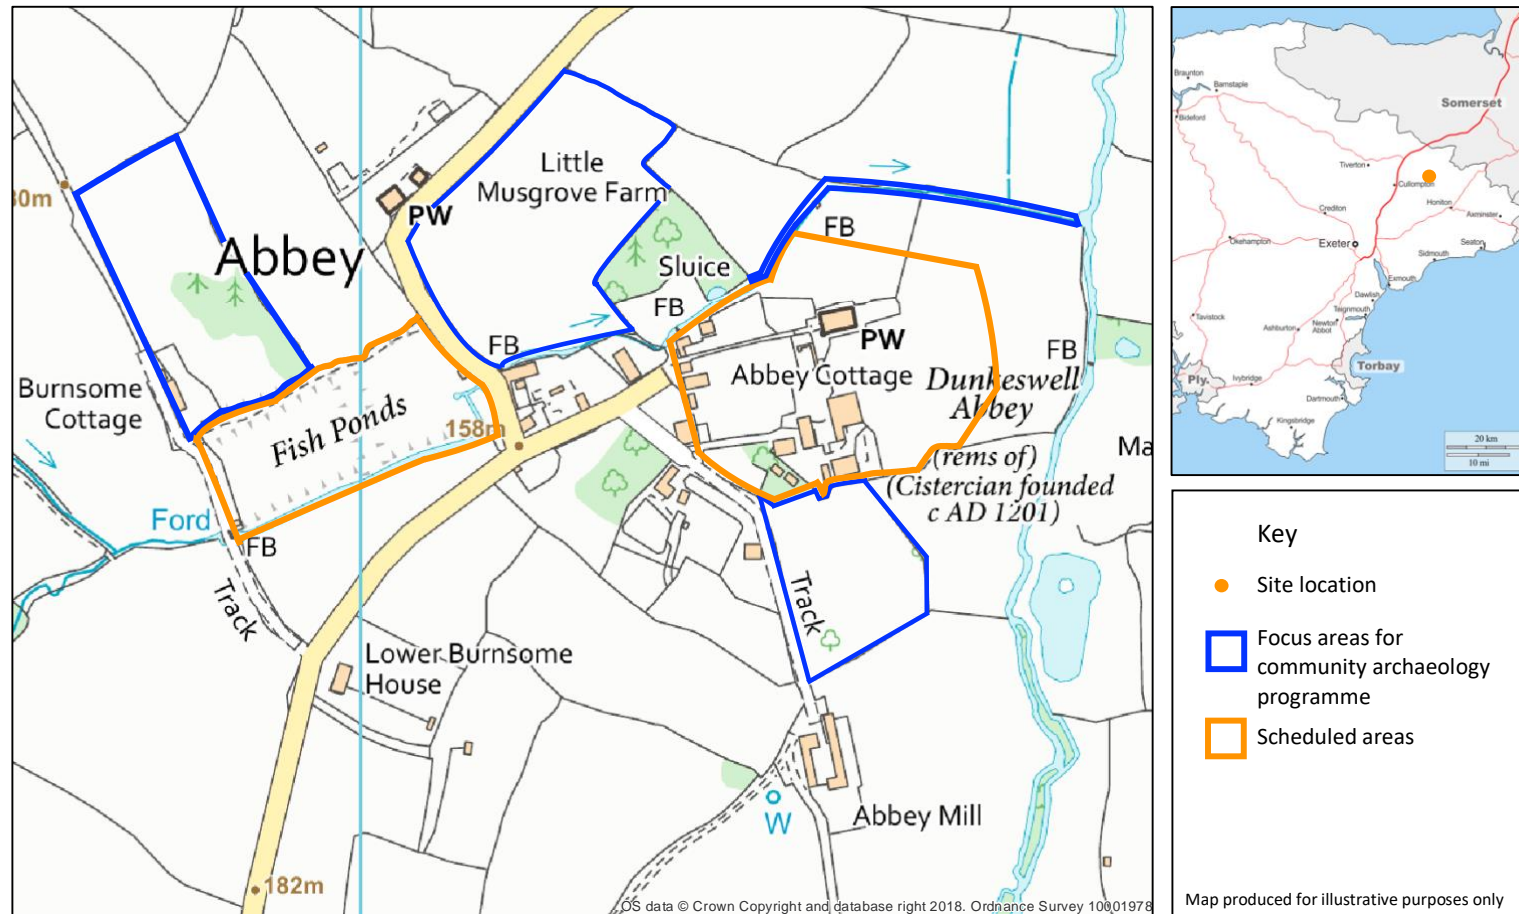 Little
Musgrove Farm
PW
Abbey
30m
Sluice
FB
FB
FB
PW
Abbey Cottage
FB
Dunkeswell
Abbey
(rems of)
(Cistercian founded
c AD 1201)
Ma
Burnsome
Cottage
Fish Ponds
158m
Ford
FB
Track
Track
Lower Burnsome
House
W
Abbey Mill
182m
OS data © Crown Copyright and database right 2018. Ordnance Survey 10001978
Braunton
Barnstaple
Bideford
Somerset
Tiverton
Cullompton
Crediton
Honiton
Axminster
Okehampton
Exeter
Seaton
Sidmouth
Exmouth
Dawlish
Teignmouth
Tavistock
Ashburton
Newton
Abbot
Torbay
Ply.
Ivybridge
Dartmouth
Kingsbridge
20 km
10 mi
Key
Site location
Focus areas for
community archaeology
programme
Scheduled areas
Map produced for illustrative purposes only